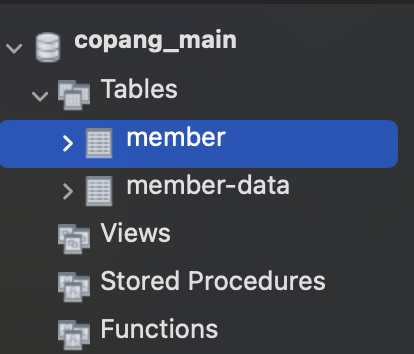 copang_main
Tables
member
member-data
Views
Stored Procedures
Functions